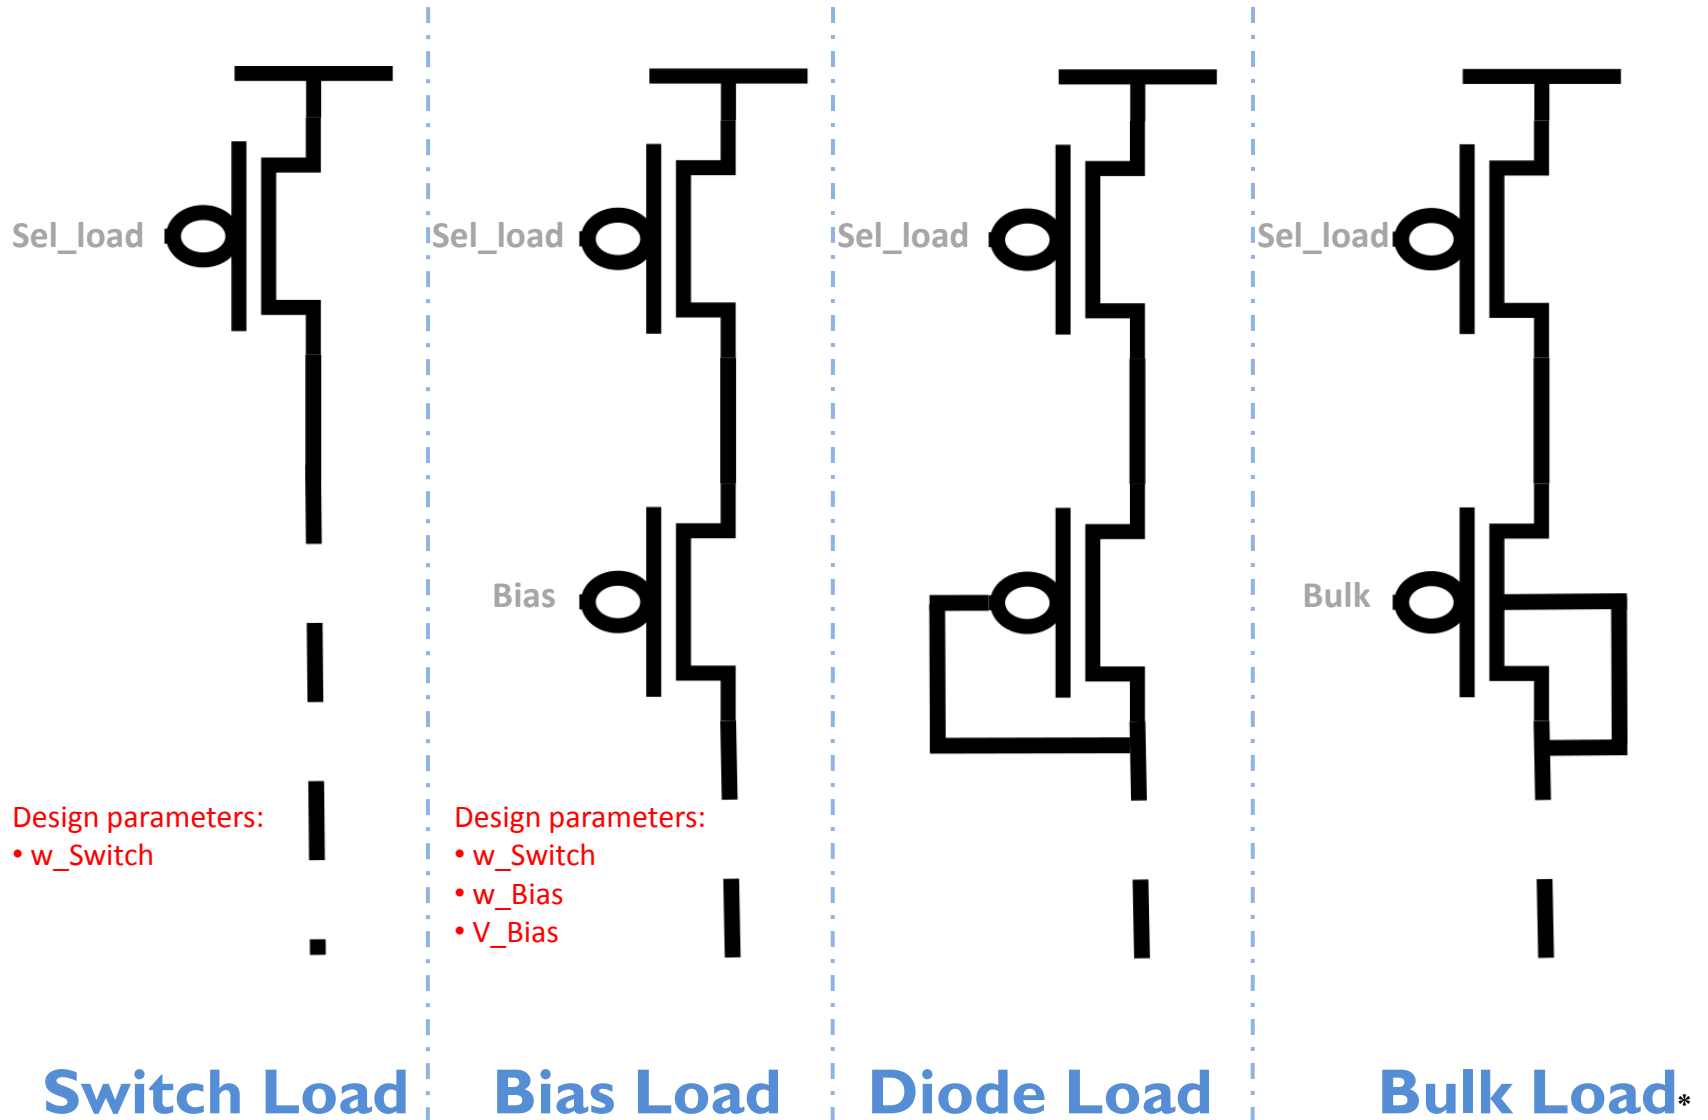 Sel_load
Sel_load
Sel_load
Sel_load
Bias
Bulk
Design parameters:
• w_Switch
Design parameters:
• w_Switch
• w_Bias
• V_Bias
Switch Load
Bias Load
Diode Load
Bulk Load*